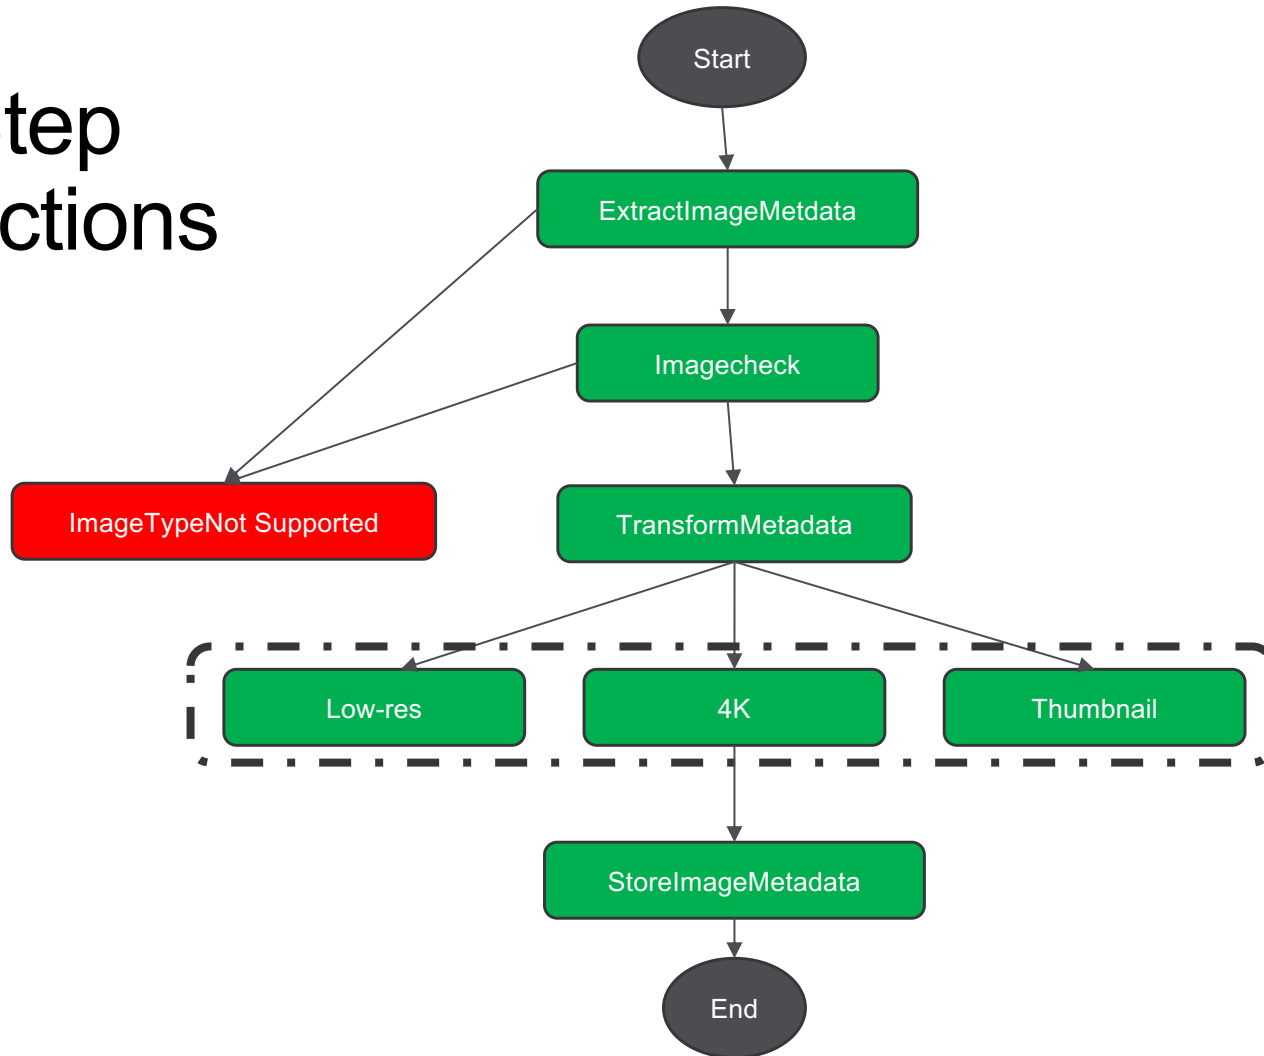 Start
tep
ctions
ExtractImageMetdata
Imagecheck
ImageTypeNot Supported
TransformMetadata
Low-res
4K
Thumbnail
StoreImageMetadata
End